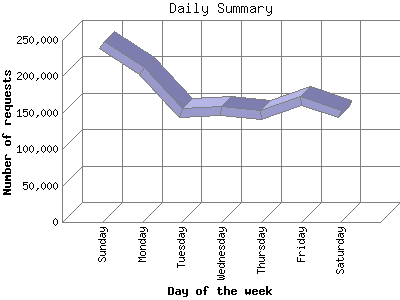 Daily Summary
Number of requests
250,000
200,000
150,000
100,000
50,000
0
Sunday
Monday
Tuesday
Wednesday
Thursday
Friday
Saturday
Day of the week